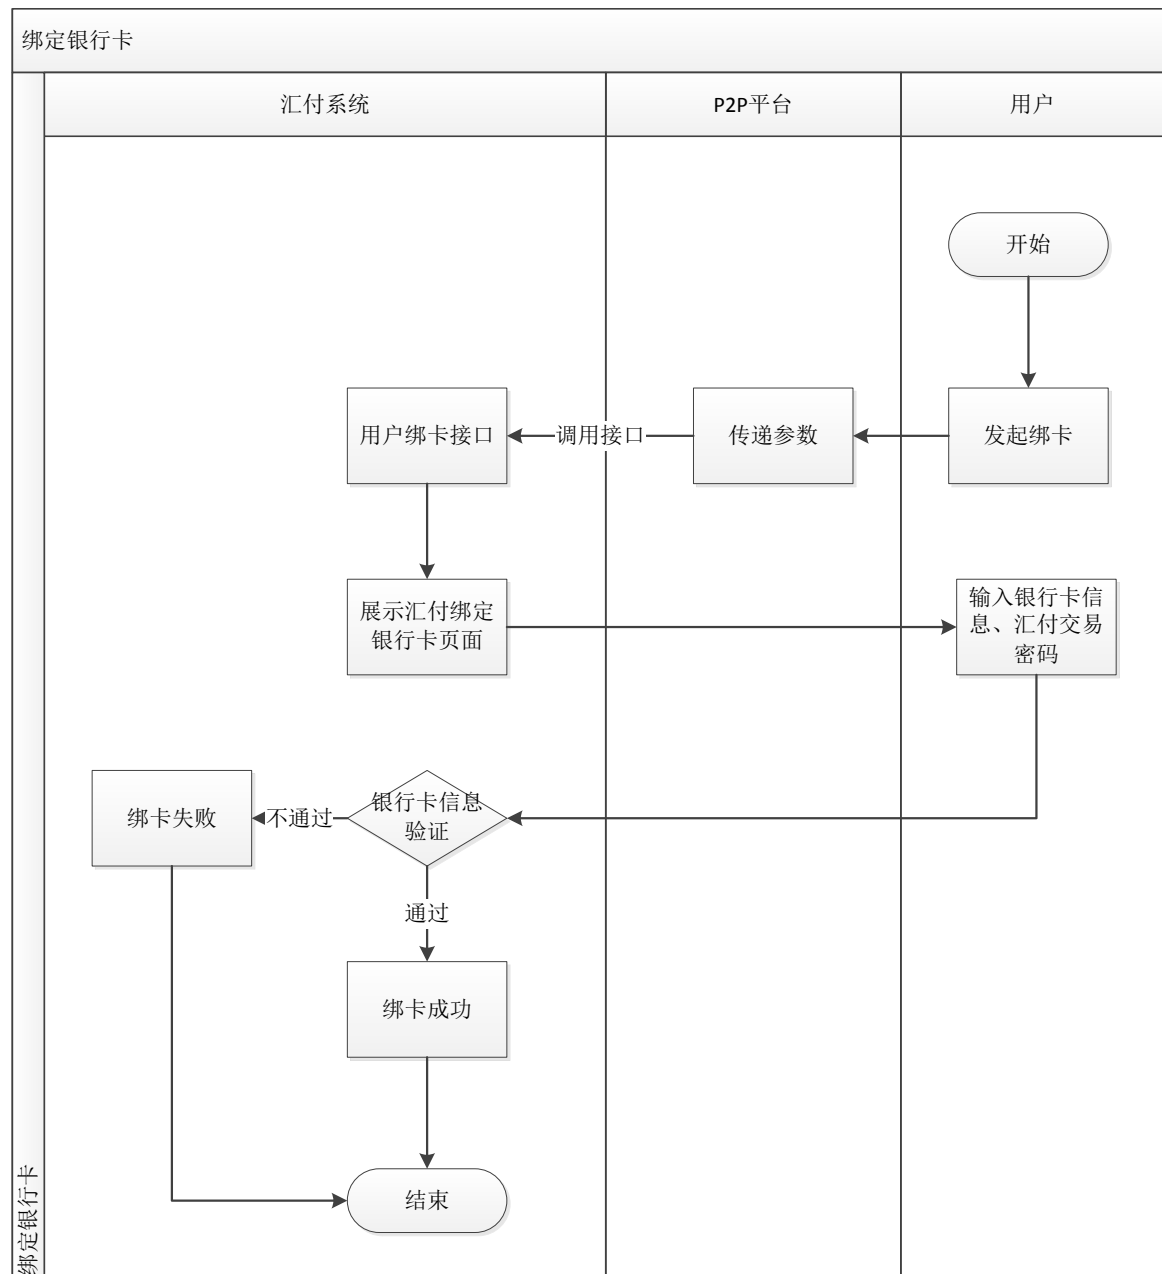 绑定银行卡
汇付系统
P2P平台
用户
开始
用户绑卡接口
调用接口
传递参数
发起绑卡
展示汇付绑定
银行卡页面
输入银行卡信
息、汇付交易
密码
绑卡失败
不通过
银行卡信息
验证
通过
绑卡成功
结束
绑定银行卡